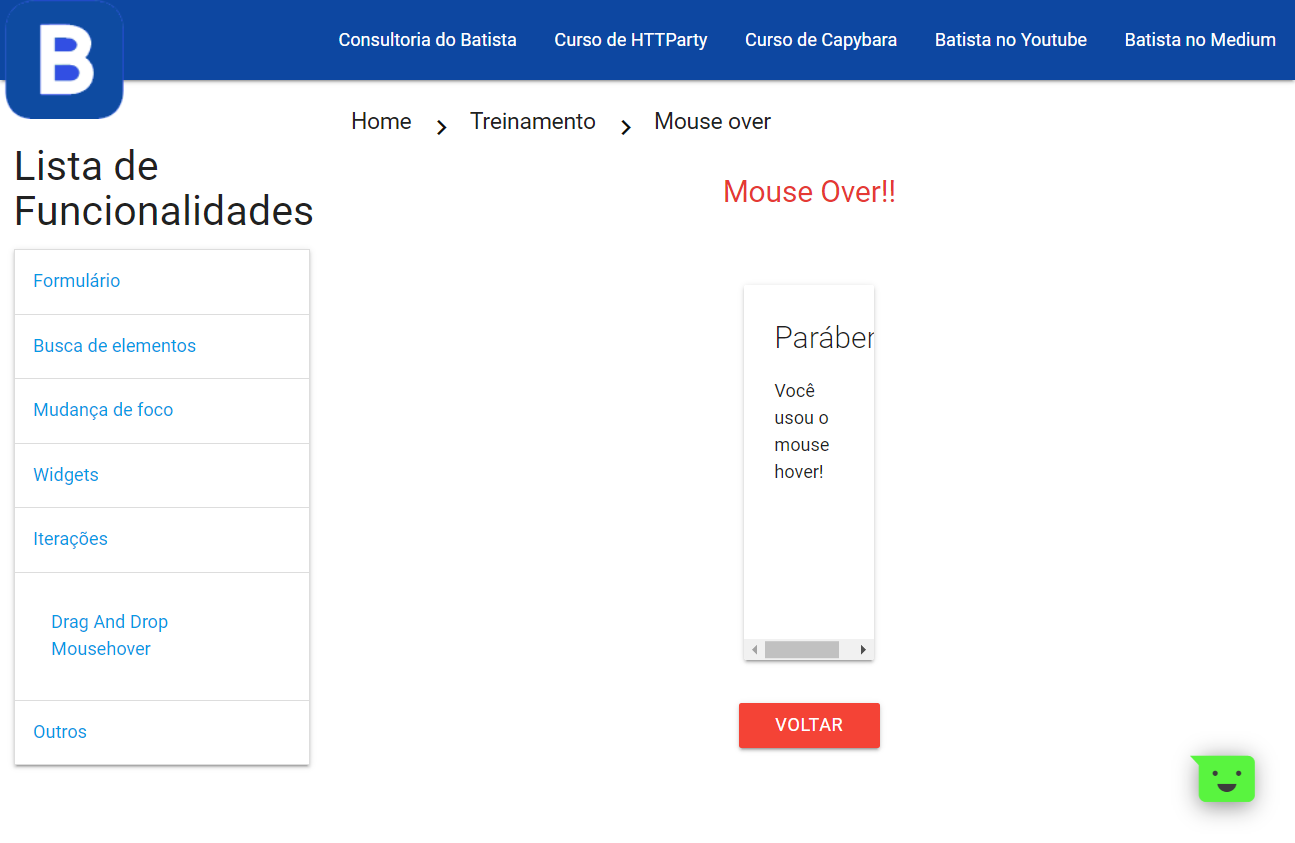 B
Consultoria do Batista
Curso de HTTParty
Curso de Capybara
Batista no Youtube
Batista no Medium
Home
Treinamento
Mouse over
Lista de
Funcionalidades
Formulário
Busca de elementos
Mudança de foco
Widgets
Iterações
Drag And Drop
Mousehover
Outros
Mouse Over!!
Paráben
Você
usou o
mouse
hover!
VOLTAR